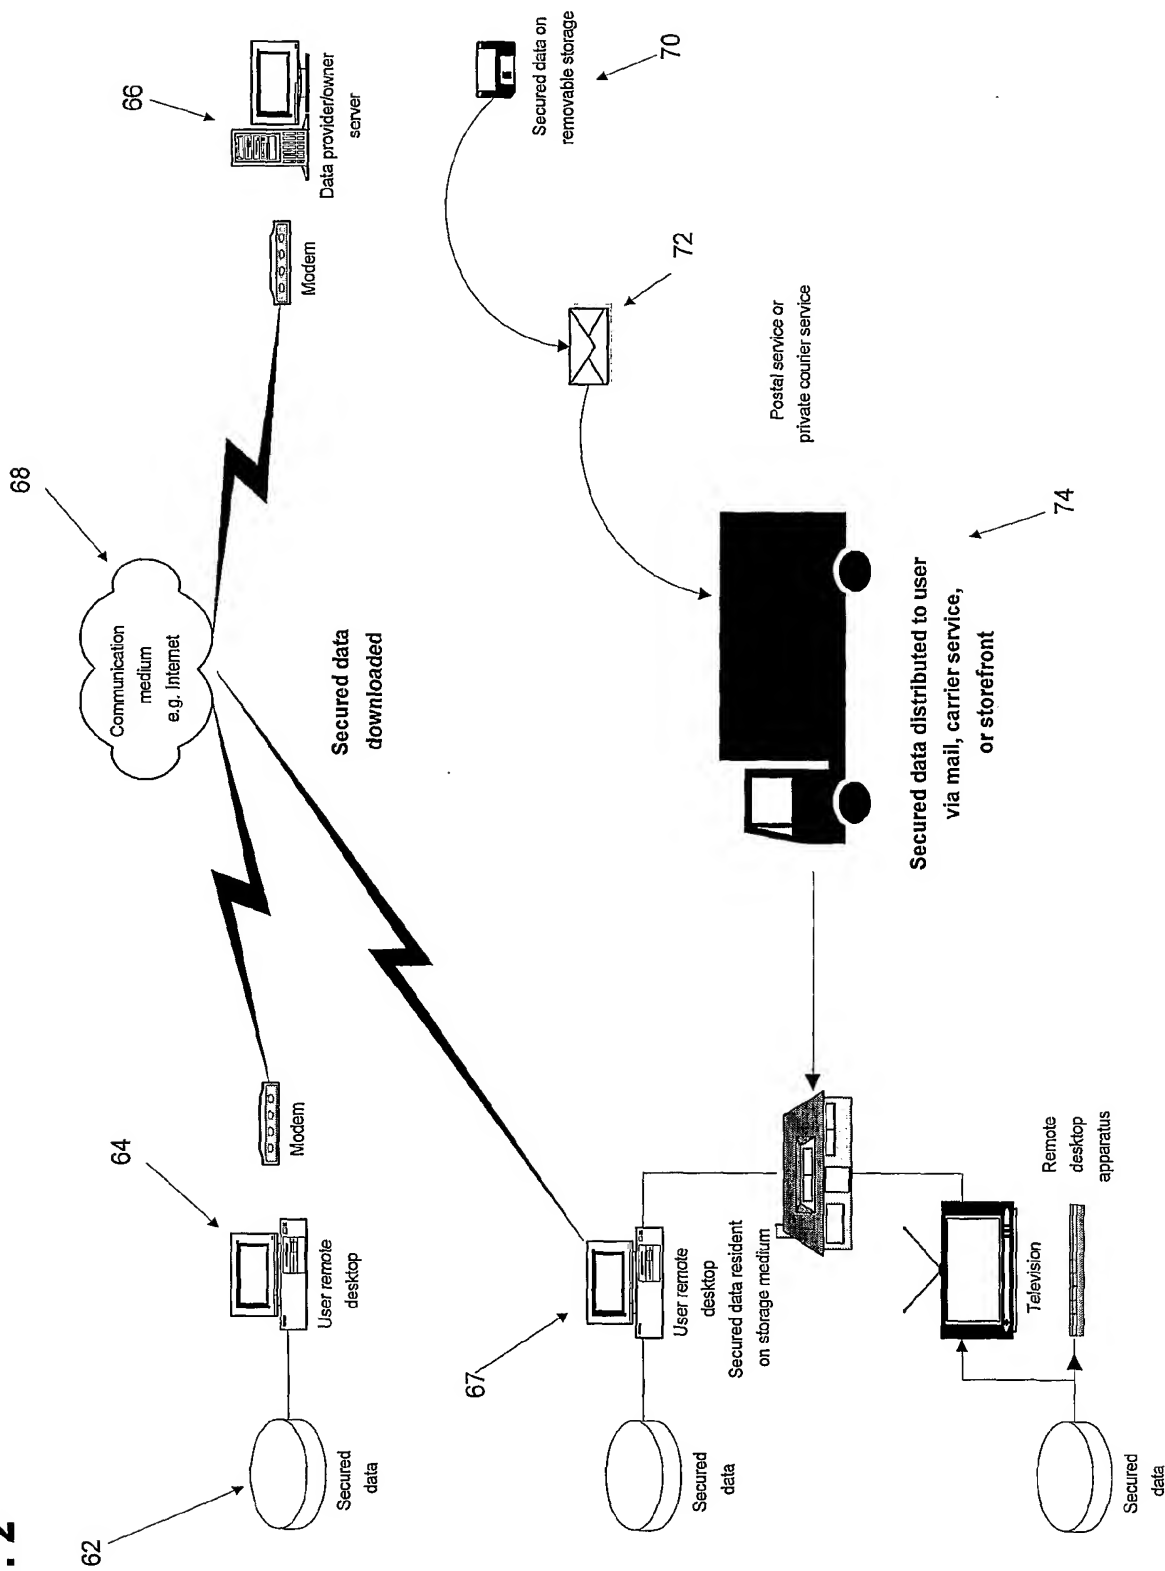 68
62
64
66
Communication
medium
e.g. Internet
Modem
Modem
Secured
data
User remote
desktop
Data provider/owner
server
Secured data
downloaded
67
Secured data on
removable storage
70
72
Secured
data
User remote
desktop
Secured data resident
on storage medium
Postal service or
private courier service
Secured data distributed to user
via mail, carrier service,
or storefront
74
Television
Remote
desktop
apparatus
Secured
data